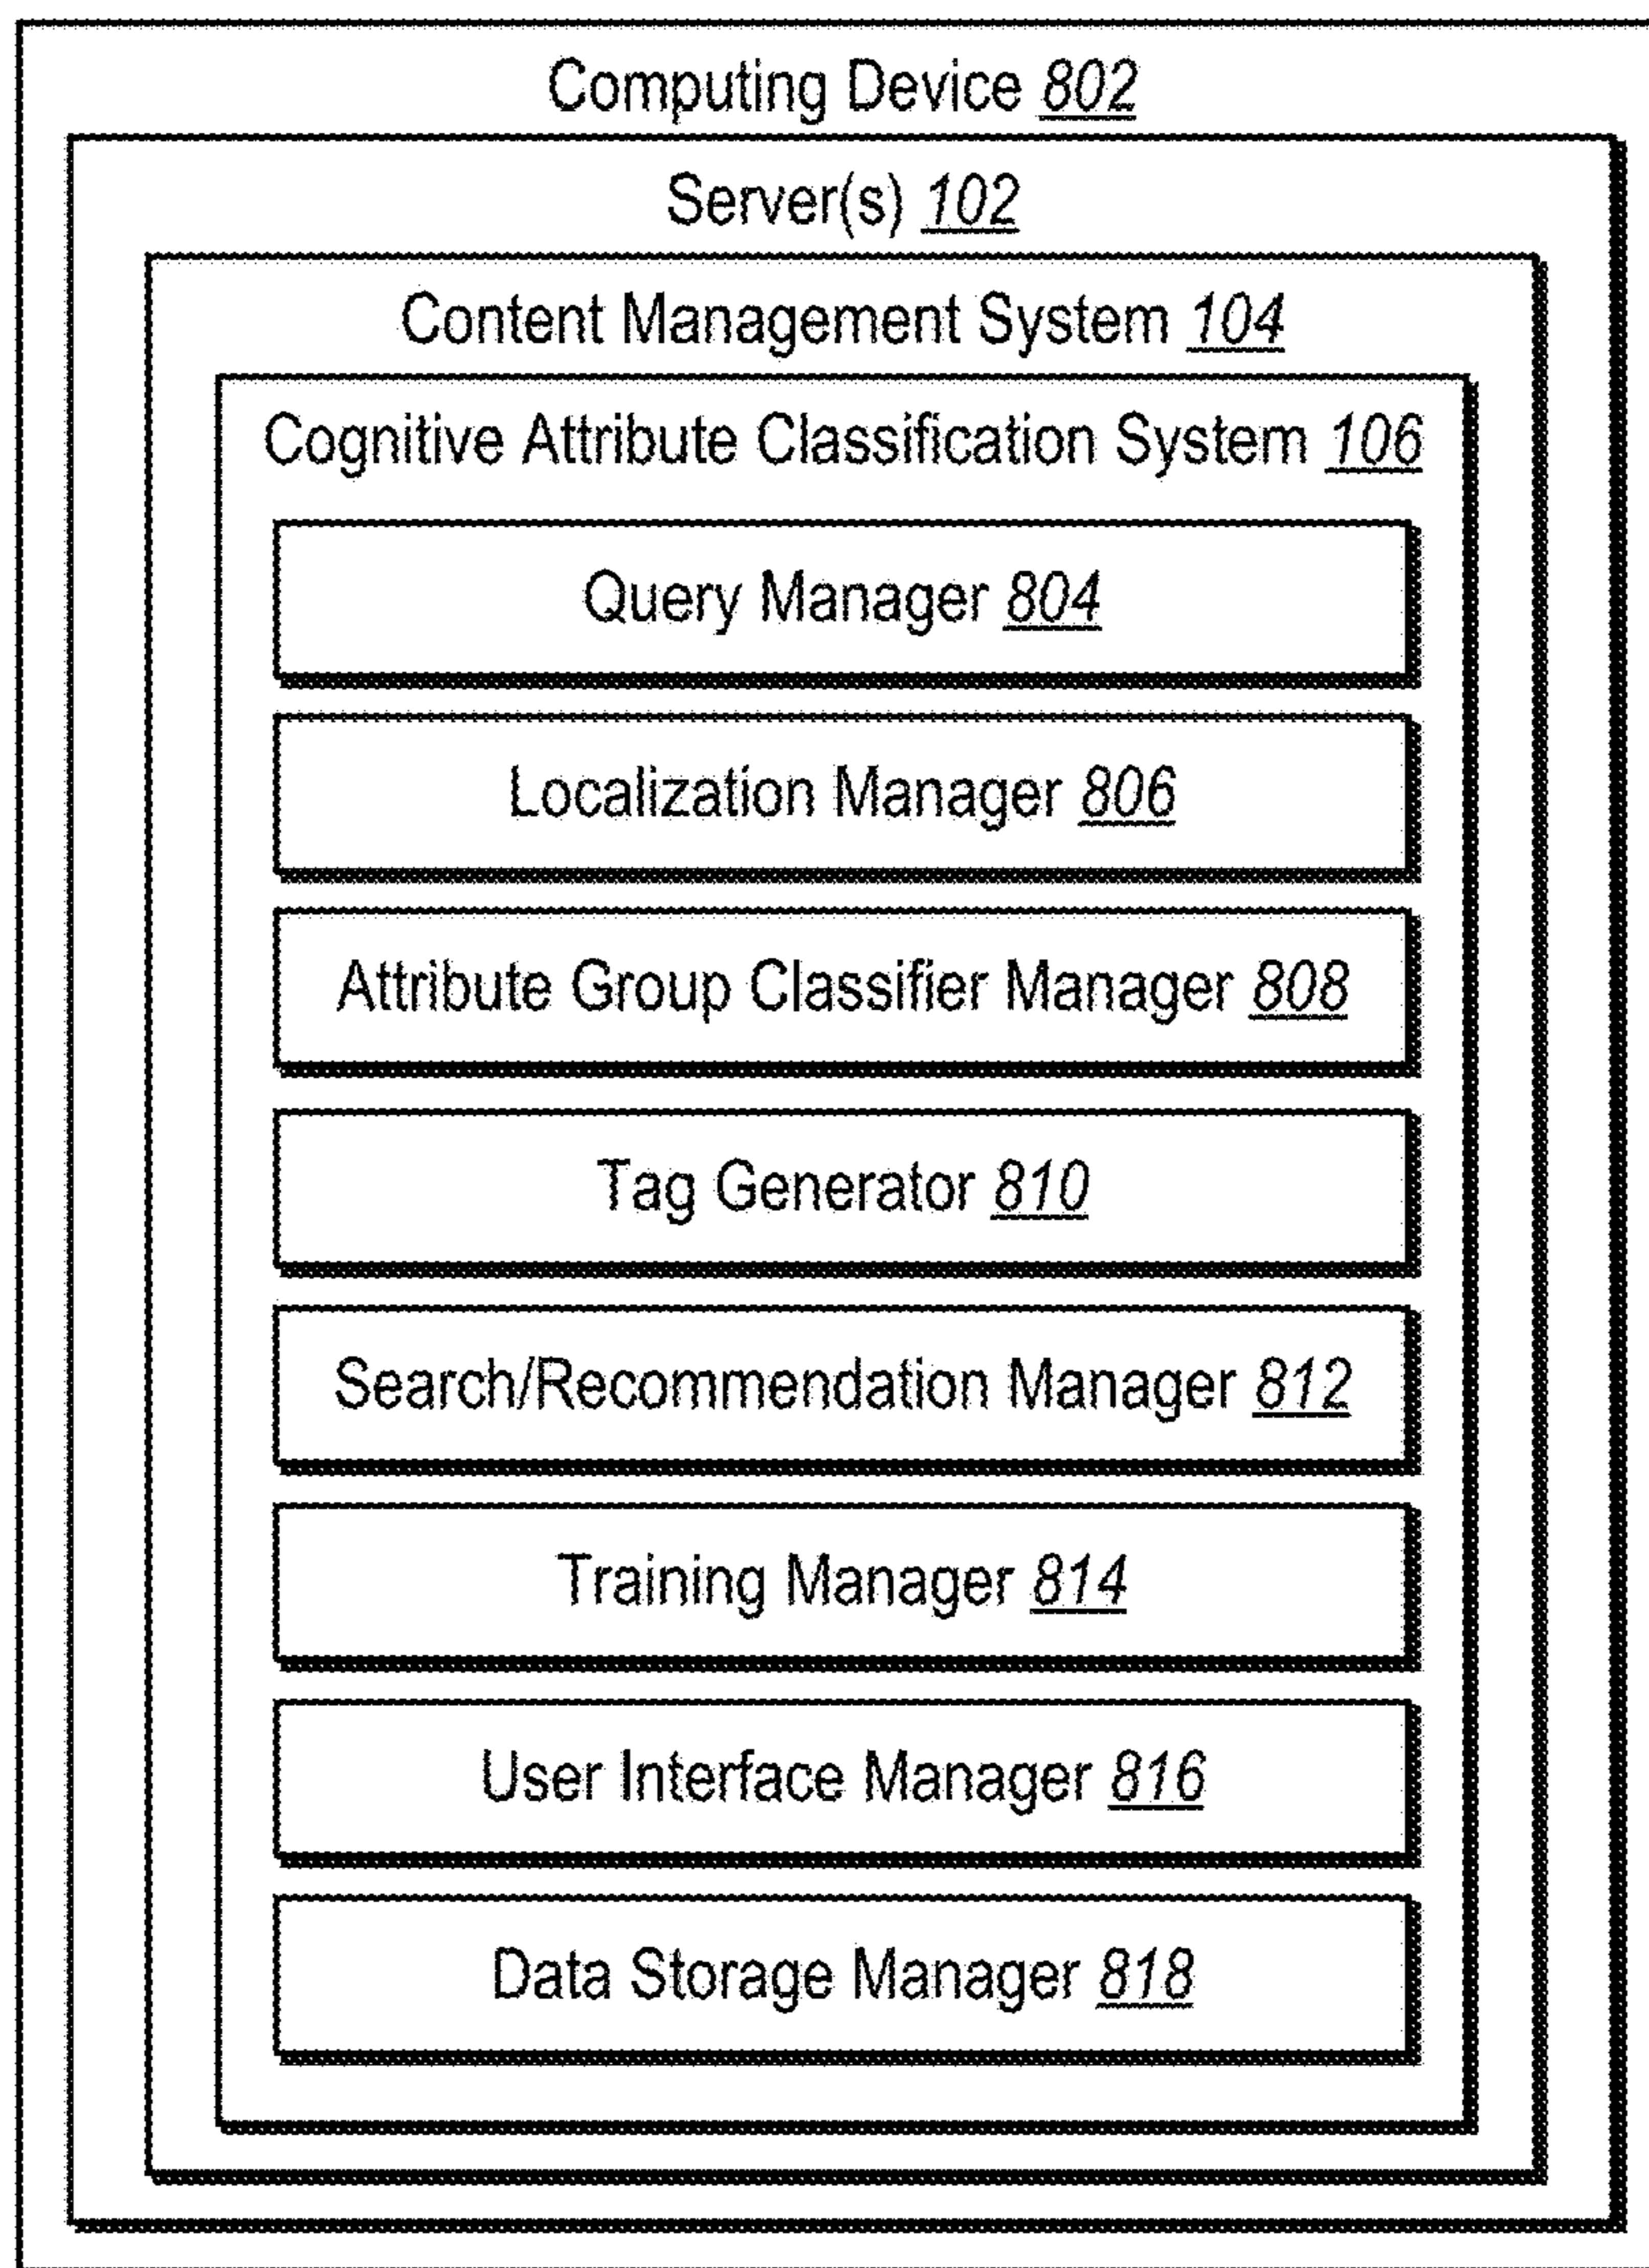 Computing Device 802
Server(s) 102
Content Management System 104
Cognitive Attribute Classification System 106
Query Manager 804
Localization Manager 806
Attribute Group Classifier Manager 808
Tag Generator 810
Search/Recommendation Manager 812
Training Manager 814
User Interface Manager 816
Data Storage Manager 818